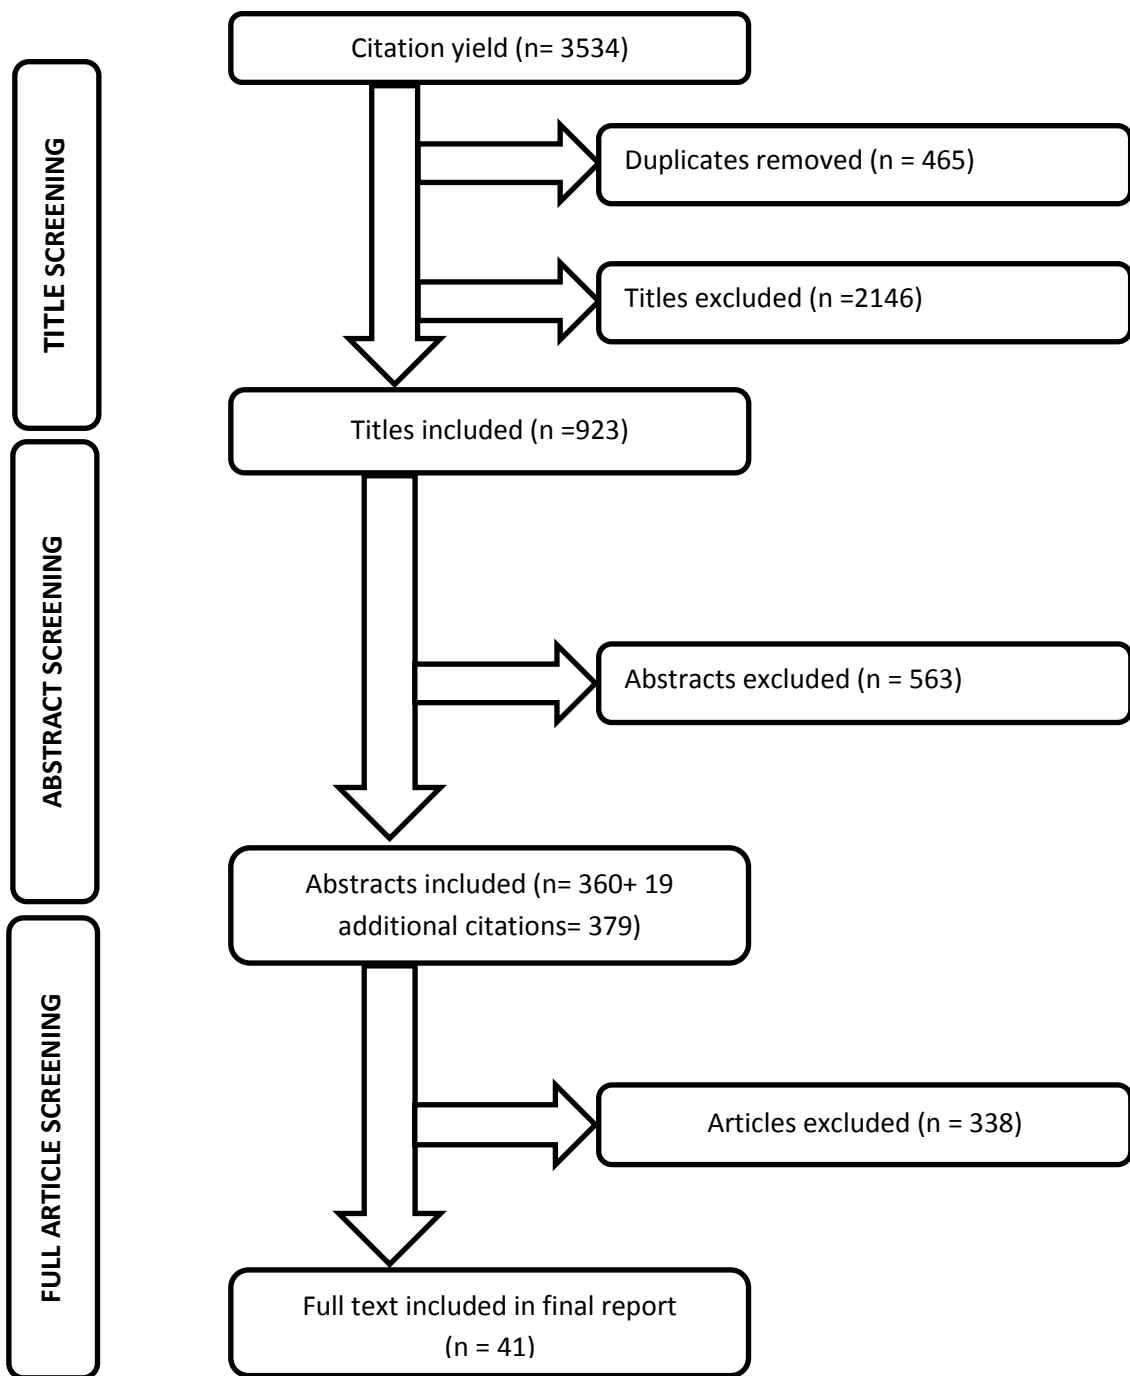 Citation yield (n= 3534)
TITLE SCREENING
Duplicates removed (n = 465)
Titles excluded (n =2146)
Titles included (n =923)
ABSTRACT SCREENING
Abstracts excluded (n = 563)
Abstracts included (n= 360+ 19
additional citations= 379)
FULL ARTICLE SCREENING
Articles excluded (n = 338)
Full text included in final report
(n = 41)